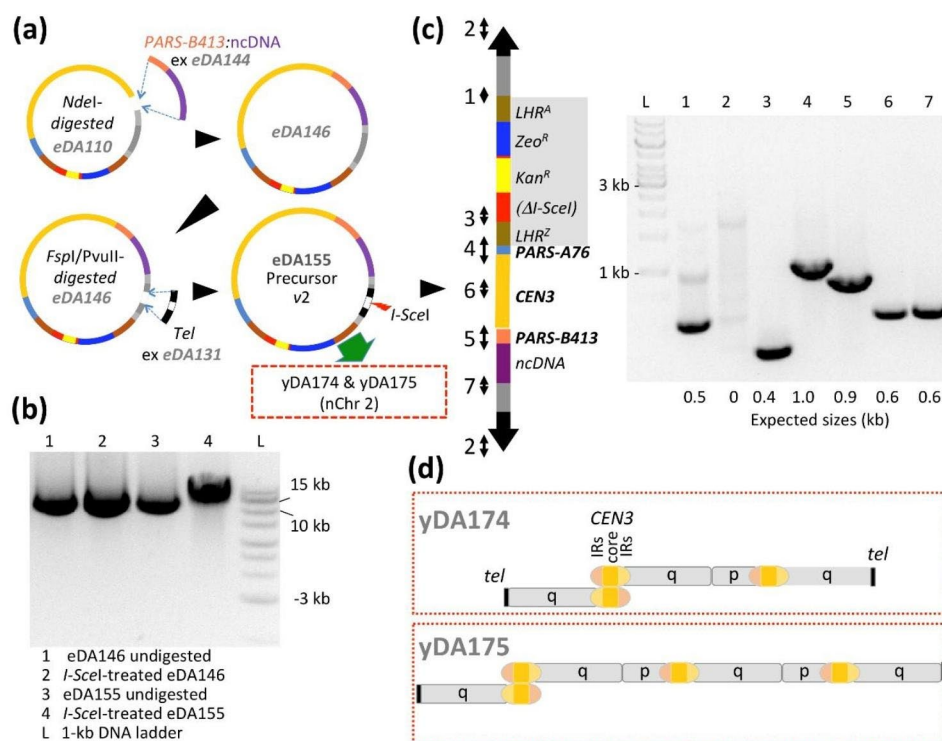 (a)
PARS-B413:ncDNA
ex eDA144
NdeI-
digested
eDA110
eDA146
FspI/PvuII-
digested
eDA146
Tel
ex eDA131
eDA155
Precursor
v2
I-SceI
yDA174 & yDA175
(nChr 2)
(b)
1 2 3 4 L
15 kb
10 kb
-3 kb
1 eDA146 undigested
2 I-SceI-treated eDA146
3 eDA155 undigested
4 I-SceI-treated eDA155
L 1-kb DNA ladder
(c)
2
1
LHRᴬ
Zeoᴿ
Kanᴿ
(ΔI-SceI)
3
LHRᶻ
4
PARS-A76
6
CEN3
5
PARS-B413
ncDNA
7
2
L 1 2 3 4 5 6 7
3 kb -
1 kb -
0.5 0 0.4 1.0 0.9 0.6 0.6
Expected sizes (kb)
(d)
yDA174
CEN3
IRs core IRs
tel
q p q
tel
q
yDA175
q p q p q
q